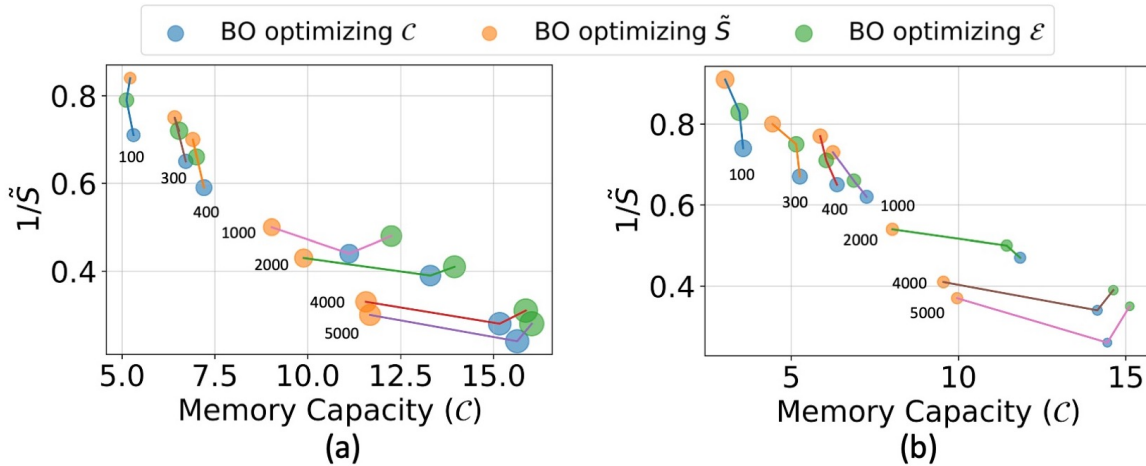 BO optimizing 𝒞 BO optimizing S̃ BO optimizing ℰ
0.8
0.6
0.4
1/S̃
100
300
400
1000
2000
4000
5000
5.0 7.5 10.0 12.5 15.0
Memory Capacity (𝒞)
(a)
0.8
0.6
0.4
1/S̃
100
300
400
1000
2000
4000
5000
5 10 15
Memory Capacity (𝒞)
(b)